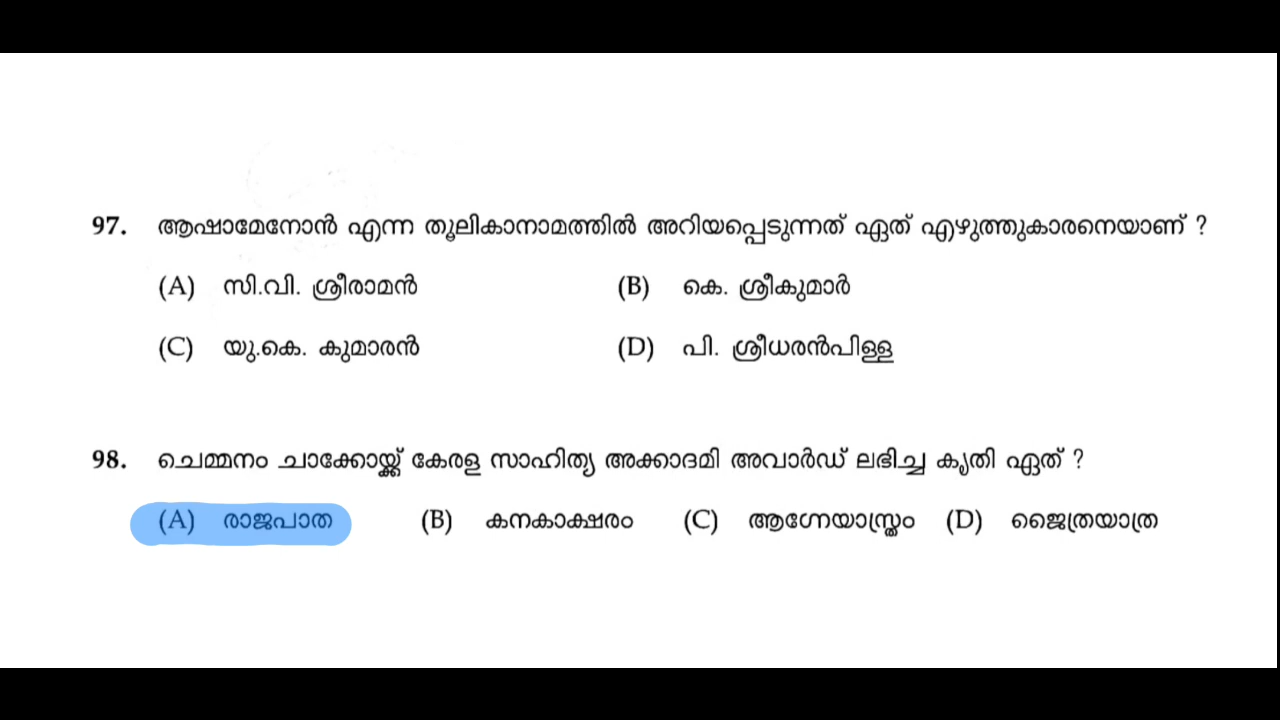 97. ആഷാമേനോൻ എന്ന തൂലികാനാമത്തിൽ അറിയപ്പെടുന്നത് ഏത് എഴുത്തുകാരനെയാണ് ?
(A) സി.വി. ശ്രീരാമൻ (B) കെ. ശ്രീകുമാർ
(C) യു.കെ. കുമാരൻ (D) പി. ശ്രീധരൻപിള്ള
98. ചെമ്മനം ചാക്കോയ്ക്ക് കേരള സാഹിത്യ അക്കാദമി അവാർഡ് ലഭിച്ച കൃതി ഏത് ?
(A) രാജപാത (B) കനകാക്ഷരം (C) ആഗ്നേയാസ്ത്രം (D) ജൈത്രയാത്ര